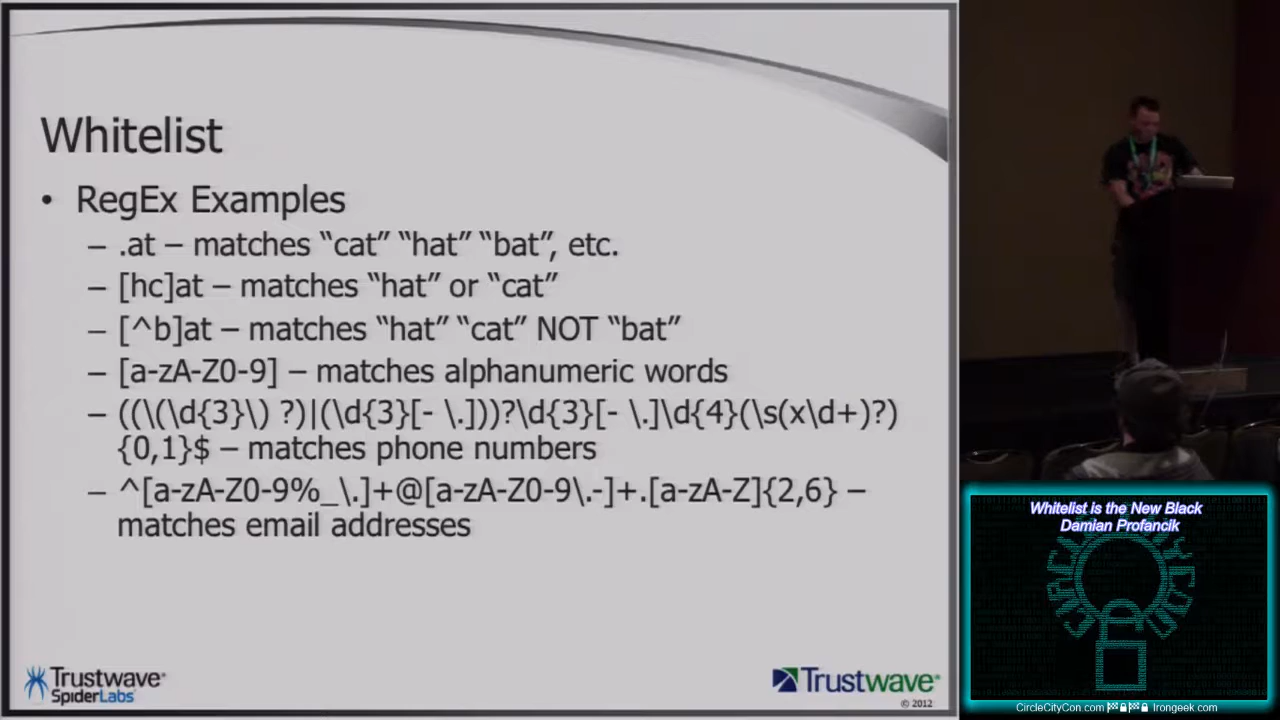 Whitelist
• RegEx Examples
– .at – matches “cat” “hat” “bat”, etc.
– [hc]at – matches “hat” or “cat”
– [^b]at – matches “hat” “cat” NOT “bat”
– [a-zA-Z0-9] – matches alphanumeric words
– ((\(\d{3}\) ?)|(\d{3}[- \.]))?\d{3}[- \.]\d{4}(\s(x\d+)?)
{0,1}$ – matches phone numbers
– ^[a-zA-Z0-9%_\.]+@[a-zA-Z0-9\.-]+.[a-zA-Z]{2,6} –
matches email addresses
Trustwave®
SpiderLabs®
Trustwave®
© 2012
Whitelist is the New Black
Damian Profancik
CircleCityCon.com Irongeek.com